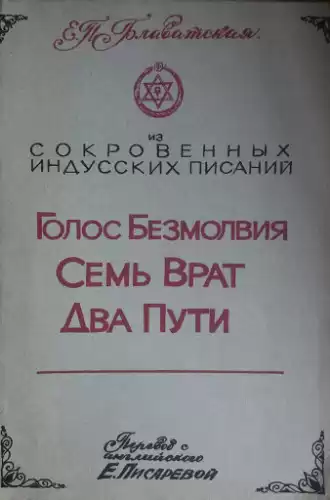 Е П Блаватская.
из
СОКРОВЕННЫХ
ИНДУССКИХ ПИСАНИЙ
ГОЛОС БЕЗМОЛВИЯ
СЕМЬ ВРАТ
ДВА ПУТИ
Перевод с
английского
Е. ПИСАРЕВОЙ